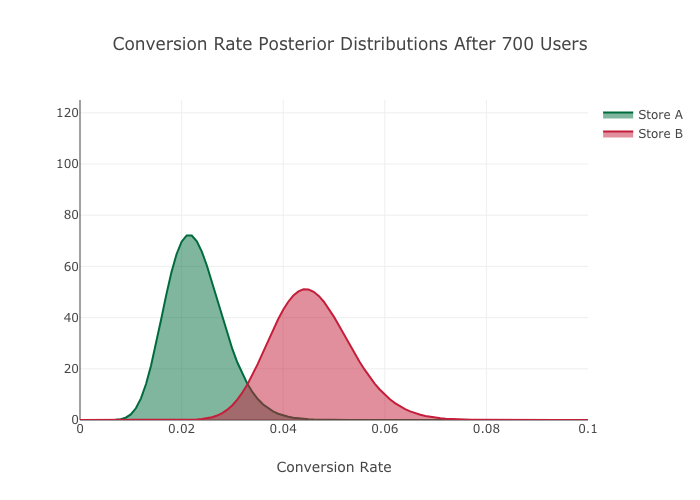 Conversion Rate Posterior Distributions After 700 Users
120
100
80
60
40
20
0
0 0.02 0.04 0.06 0.08 0.1
Conversion Rate
Store A
Store B